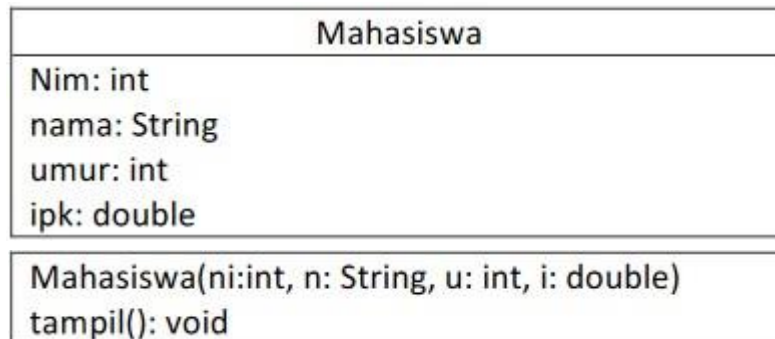 Mahasiswa
Nim: int
nama: String
umur: int
ipk: double
Mahasiswa(ni:int, n: String, u: int, i: double)
tampil(): void